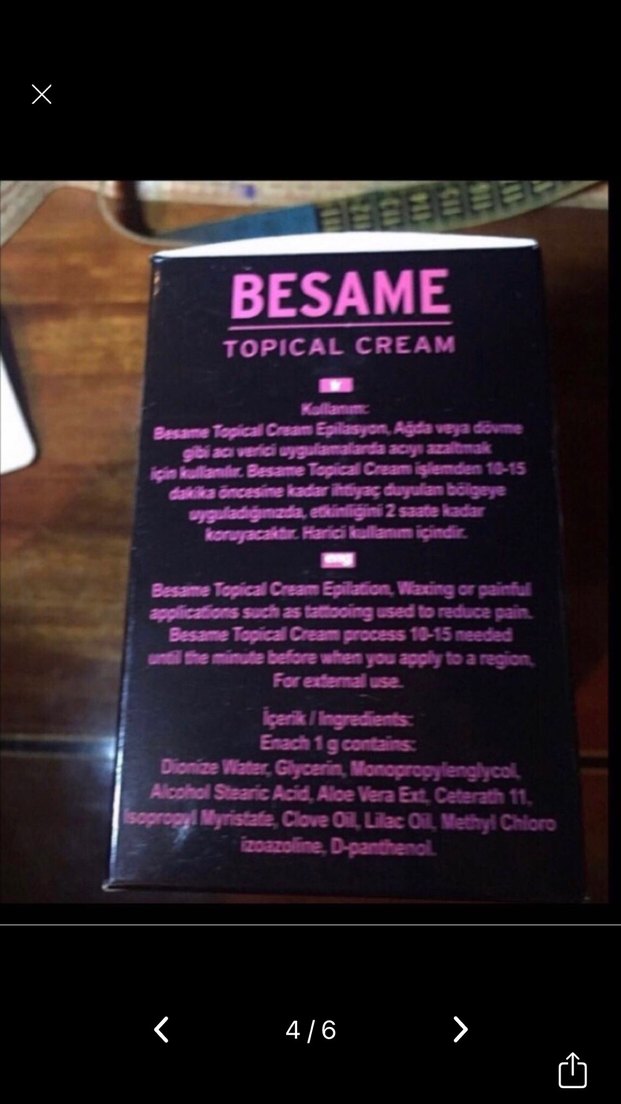 BESAME
TOPICAL CREAM
tr
Kullanım:
Besame Topical Cream Epilasyon, Ağda veya dövme
gibi acı verici uygulamalarda acıyı azaltmak
için kullanılır. Besame Topical Cream işlemden 10-15
dakika öncesine kadar ihtiyaç duyulan bölgeye
uyguladığınızda, etkinliğini 2 saate kadar
koruyacaktır. Harici kullanım içindir.
eng
Besame Topical Cream Epilation, Waxing or painful
applications such as tattooing used to reduce pain.
Besame Topical Cream process 10-15 needed
until the minute before when you apply to a region,
For external use.
İçerik / Ingredients:
Enach 1 g contains:
Dionize Water, Glycerin, Monopropylenglycol,
Alcohol Stearic Acid, Aloe Vera Ext, Ceterath 11,
Isopropyl Myristate, Clove Oil, Lilac Oil, Methyl Chloro
izoazoline, D-panthenol.
4 / 6